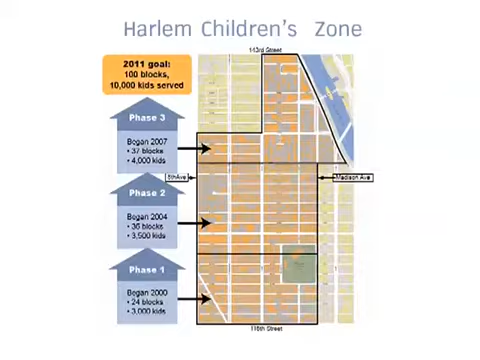 Harlem Children's Zone
143rd Street
2011 goal:
100 blocks,
10,000 kids served
Phase 3
Began 2007
• 37 blocks
• 4,000 kids
8thAve
Madison Ave
Phase 2
Began 2004
• 36 blocks
• 3,500 kids
Phase 1
Began 2000
• 24 blocks
• 3,000 kids
116th Street